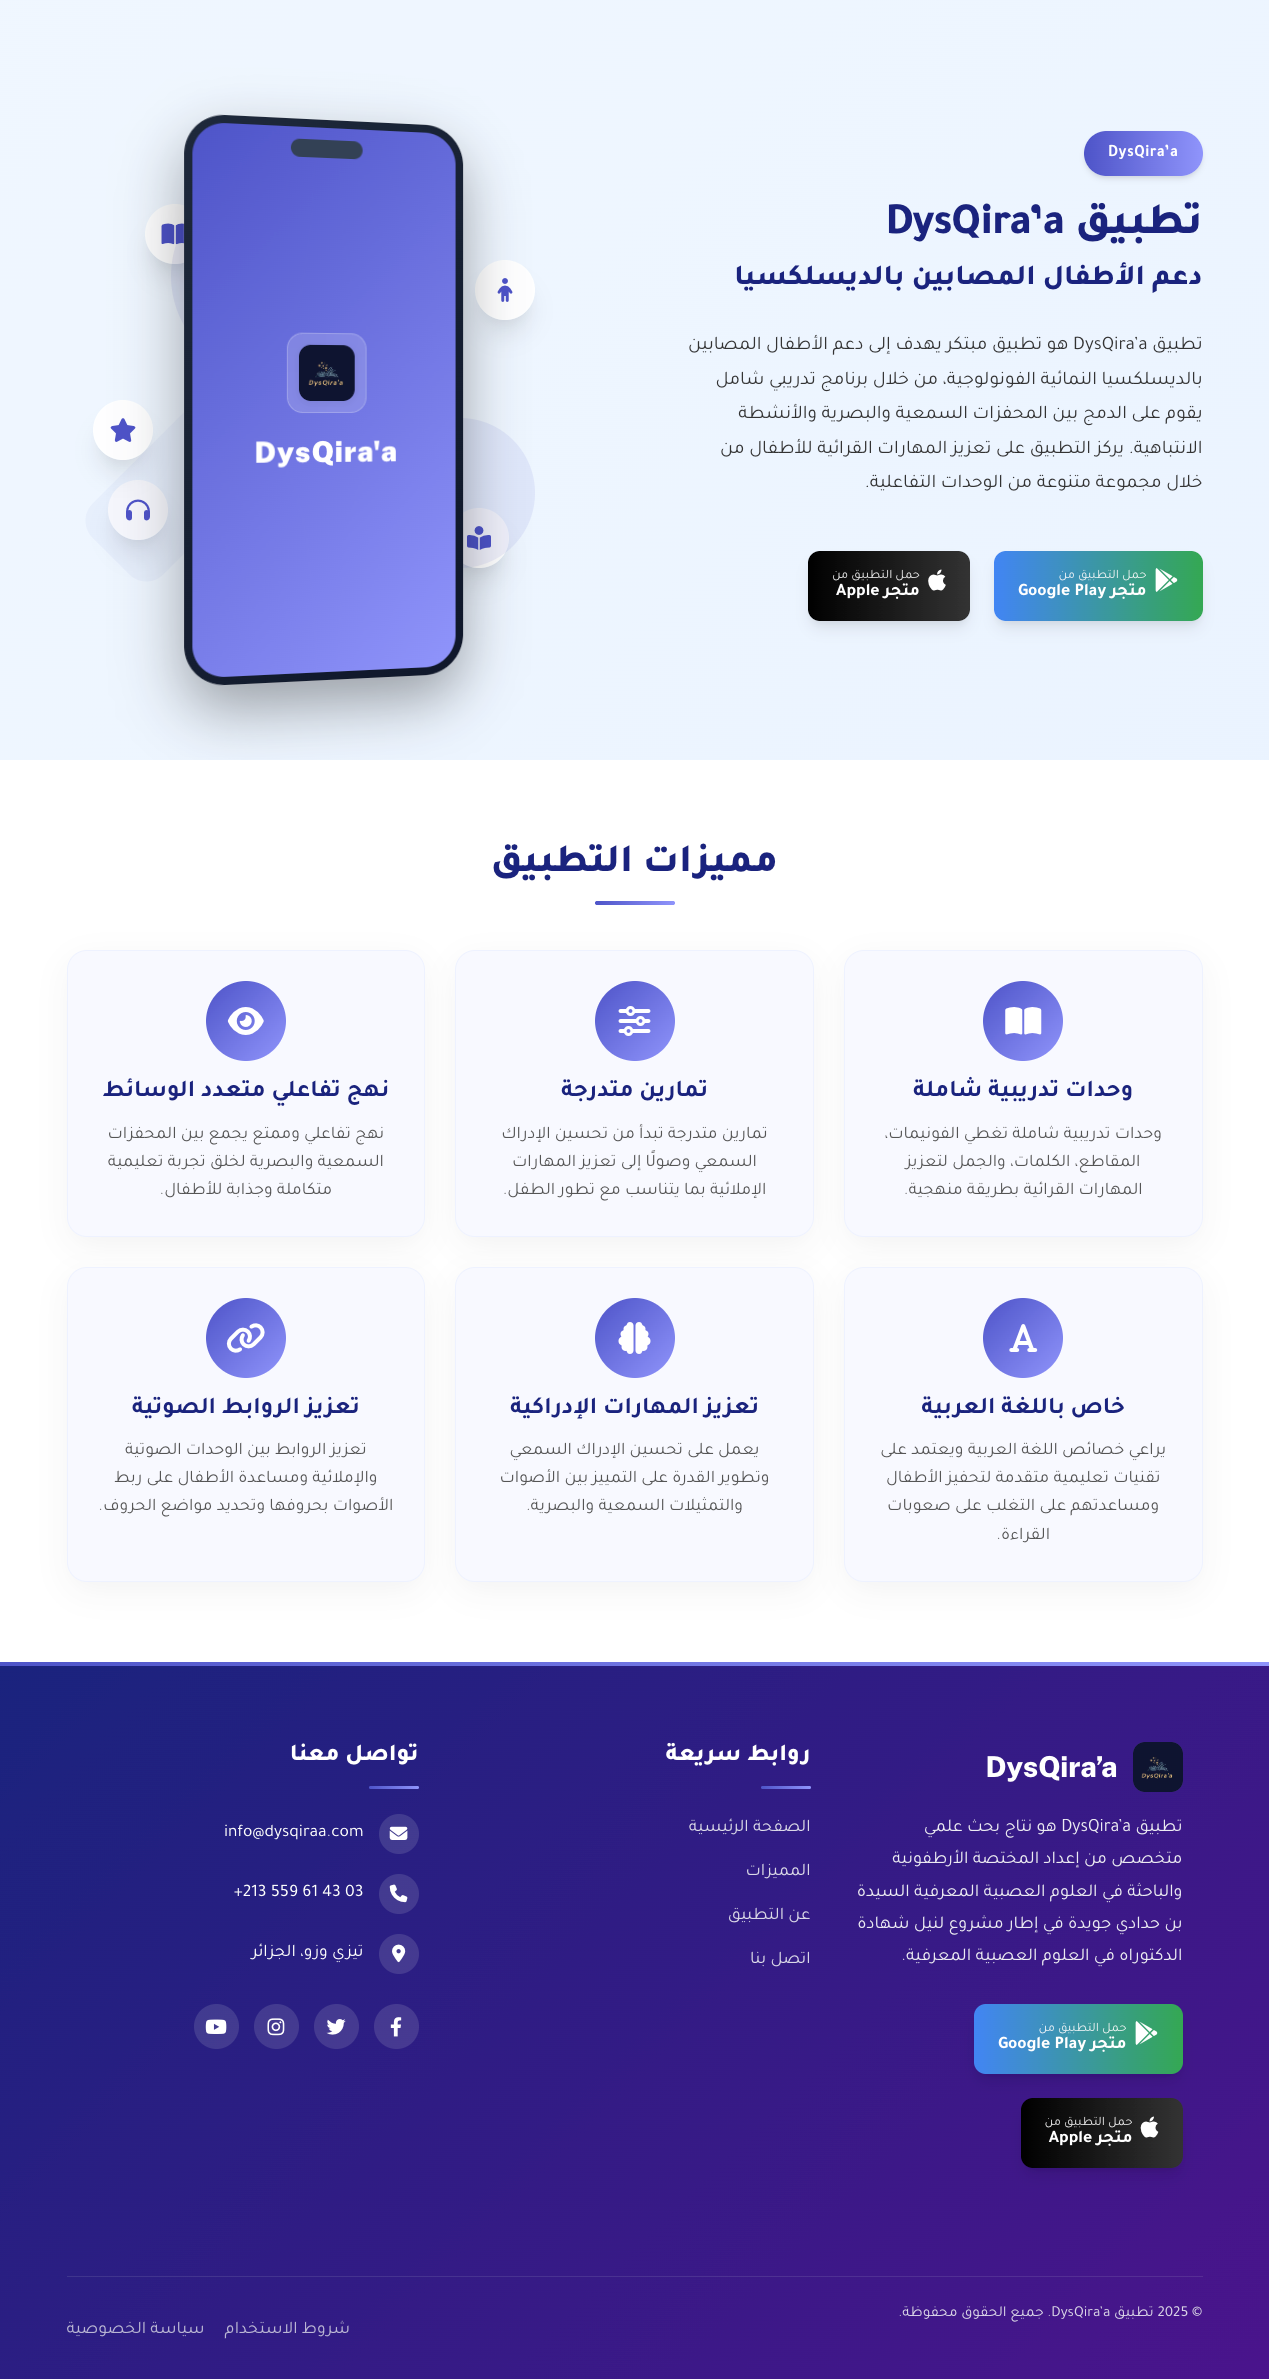 DysQira’a
تطبيق DysQira’a
دعم الأطفال المصابين بالديسلكسيا
تطبيق DysQira’a هو تطبيق مبتكر يهدف إلى دعم الأطفال المصابين
بالديسلكسيا النمائية الفونولوجية، من خلال برنامج تدريبي شامل
يقوم على الدمج بين المحفزات السمعية والبصرية والأنشطة
الانتباهية. يركز التطبيق على تعزيز المهارات القرائية للأطفال من
خلال مجموعة متنوعة من الوحدات التفاعلية.
حمل التطبيق من
متجر Google Play
حمل التطبيق من
متجر Apple
DysQira'a
DysQira'a
مميزات التطبيق
وحدات تدريبية شاملة
وحدات تدريبية شاملة تغطي الفونيمات،
المقاطع، الكلمات، والجمل لتعزيز
المهارات القرائية بطريقة منهجية.
تمارين متدرجة
تمارين متدرجة تبدأ من تحسين الإدراك
السمعي وصولًا إلى تعزيز المهارات
الإملائية بما يتناسب مع تطور الطفل.
نهج تفاعلي متعدد الوسائط
نهج تفاعلي وممتع يجمع بين المحفزات
السمعية والبصرية لخلق تجربة تعليمية
متكاملة وجذابة للأطفال.
خاص باللغة العربية
يراعي خصائص اللغة العربية ويعتمد على
تقنيات تعليمية متقدمة لتحفيز الأطفال
ومساعدتهم على التغلب على صعوبات
القراءة.
تعزيز المهارات الإدراكية
يعمل على تحسين الإدراك السمعي
وتطوير القدرة على التمييز بين الأصوات
والتمثيلات السمعية والبصرية.
تعزيز الروابط الصوتية
تعزيز الروابط بين الوحدات الصوتية
والإملائية ومساعدة الأطفال على ربط
الأصوات بحروفها وتحديد مواضع الحروف.
DysQira'a
DysQira’a
تطبيق DysQira’a هو نتاج بحث علمي
متخصص من إعداد المختصة الأرطفونية
والباحثة في العلوم العصبية المعرفية السيدة
بن حدادي جويدة في إطار مشروع لنيل شهادة
الدكتوراه في العلوم العصبية المعرفية.
حمل التطبيق من
متجر Google Play
حمل التطبيق من
متجر Apple
روابط سريعة
الصفحة الرئيسية
المميزات
عن التطبيق
اتصل بنا
تواصل معنا
info@dysqiraa.com
+213 559 61 43 03
تيزي وزو، الجزائر
© 2025 تطبيق DysQira’a. جميع الحقوق محفوظة.
شروط الاستخدام
سياسة الخصوصية